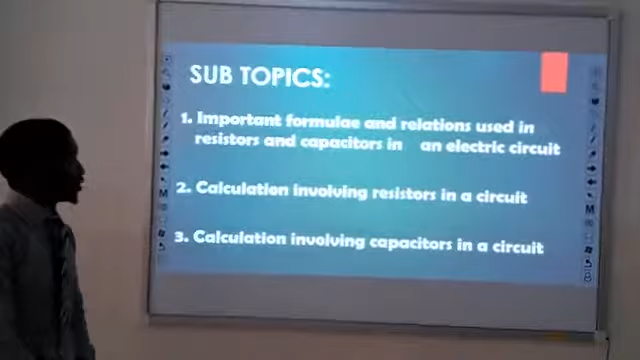 SUB TOPICS:
1. Important formulae and relations used in
resistors and capacitors in an electric circuit
2. Calculation involving resistors in a circuit
3. Calculation involving capacitors in a circuit
M
M